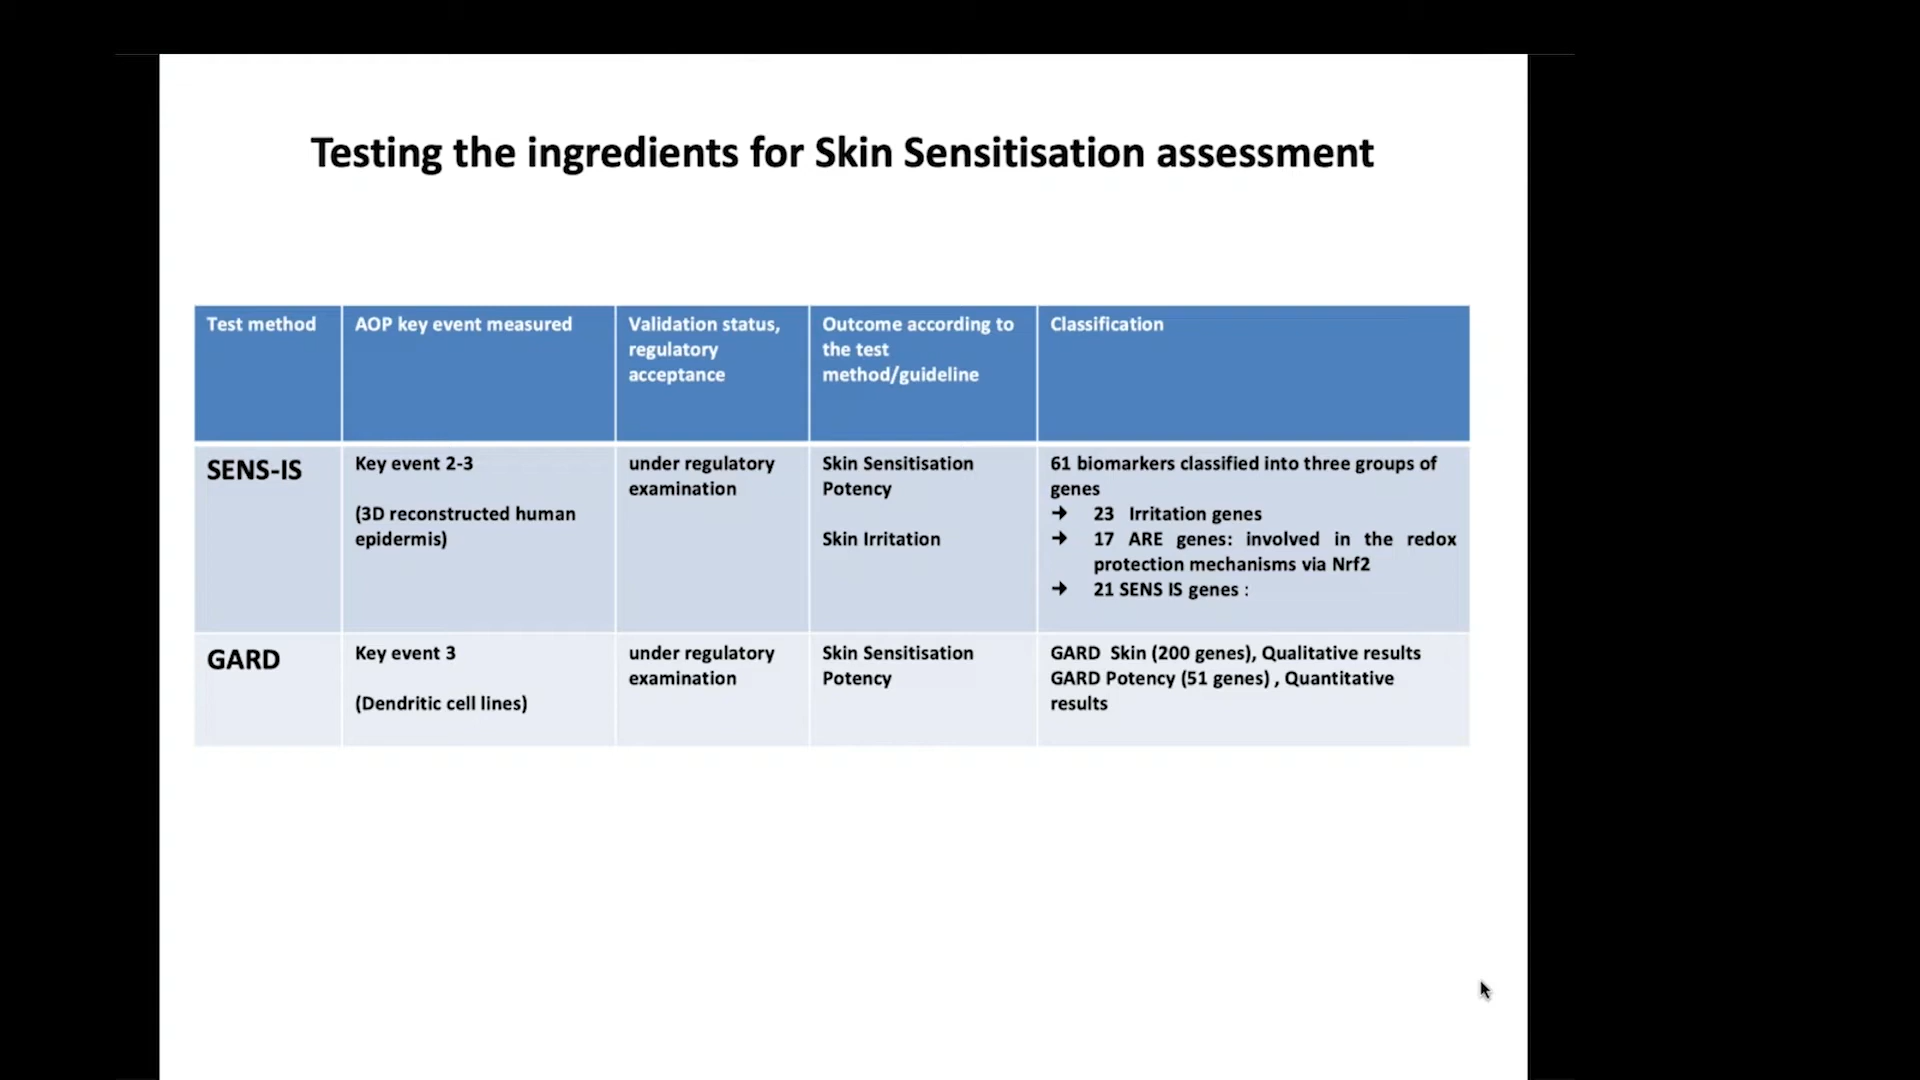 Testing the ingredients for Skin Sensitisation assessment
Test method
AOP key event measured
Validation status,
regulatory
acceptance
Outcome according to
the test
method/guideline
Classification
SENS-IS
Key event 2-3
(3D reconstructed human
epidermis)
under regulatory
examination
Skin Sensitisation
Potency
Skin Irritation
61 biomarkers classified into three groups of
genes
➔ 23 Irritation genes
➔ 17 ARE genes: involved in the redox
protection mechanisms via Nrf2
➔ 21 SENS IS genes :
GARD
Key event 3
(Dendritic cell lines)
under regulatory
examination
Skin Sensitisation
Potency
GARD Skin (200 genes), Qualitative results
GARD Potency (51 genes) , Quantitative
results